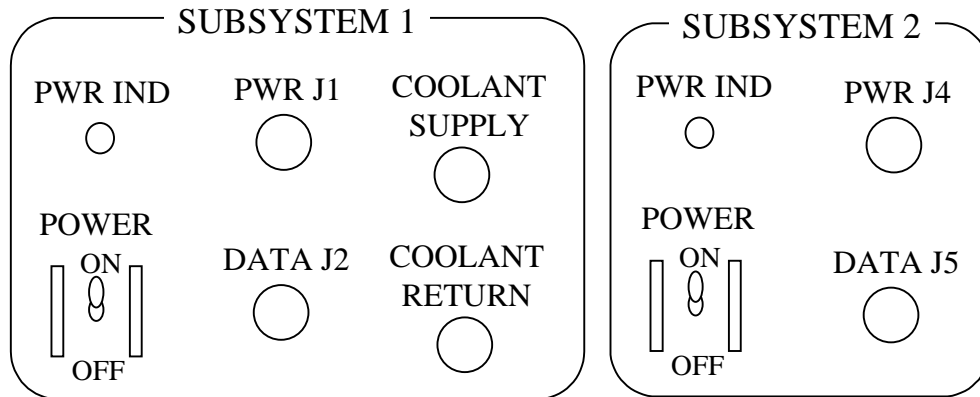 SUBSYSTEM 1
PWR IND
PWR J1
COOLANT
SUPPLY
POWER
ON
OFF
DATA J2
COOLANT
RETURN
SUBSYSTEM 2
PWR IND
PWR J4
POWER
ON
OFF
DATA J5